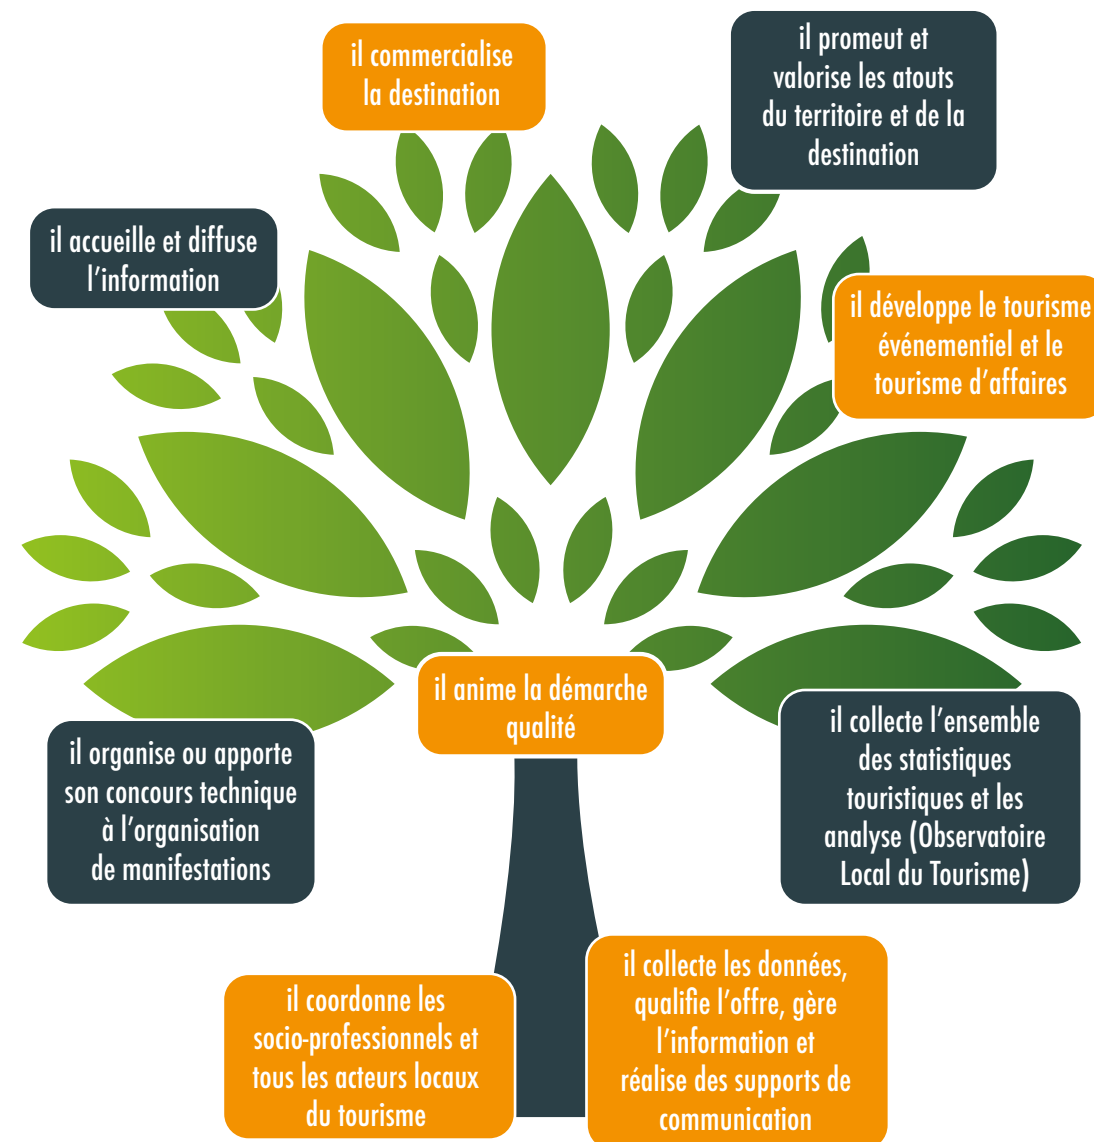 il commercialise
la destination
il promeut et
valorise les atouts
du territoire et de la
destination
il accueille et diffuse
l’information
il développe le tourisme
événementiel et le
tourisme d’affaires
il anime la démarche
qualité
il organise ou apporte
son concours technique
à l’organisation
de manifestations
il collecte l’ensemble
des statistiques
touristiques et les
analyse (Observatoire
Local du Tourisme)
il coordonne les
socio-professionnels et
tous les acteurs locaux
du tourisme
il collecte les données,
qualifie l’offre, gère
l’information et
réalise des supports de
communication